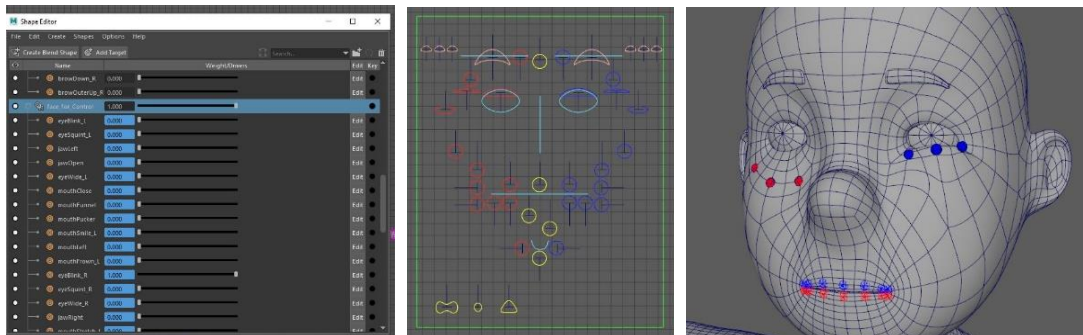 Shape Editor
File Edit Create Shapes Options Help
Create Blend Shape Add Target Search...
Name Weight/Drivers Edit Key
browDown_R 0.000 Edit
browOuterUp_R 0.000 Edit
1.000 Edit
eyeBlink_L 0.000 Edit
eyeSquint_L 0.000 Edit
jawLeft 0.000 Edit
jawOpen 0.000 Edit
eyeWide_L 0.000 Edit
mouthClose 0.000 Edit
mouthFunnel 0.000 Edit
mouthPucker 0.000 Edit
mouthSmile_L 0.000 Edit
mouthLeft 0.000 Edit
mouthFrown_L 0.000 Edit
eyeBlink_R 1.000 Edit
eyeSquint_R 0.000 Edit
eyeWide_R 0.000 Edit
jawRight 0.000 Edit
0.000 Edit